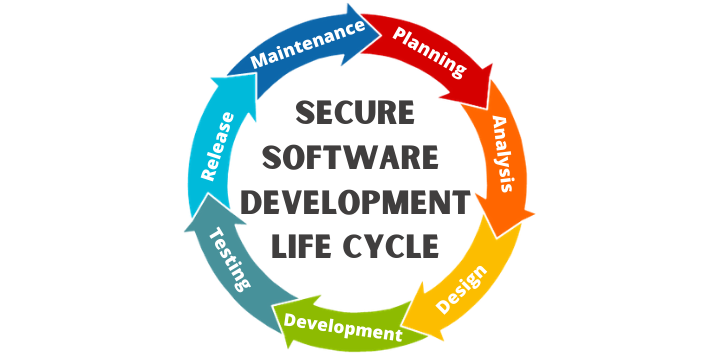 SECURE
SOFTWARE
DEVELOPMENT
LIFE CYCLE
Planning
Analysis
Design
Development
Testing
Release
Maintenance